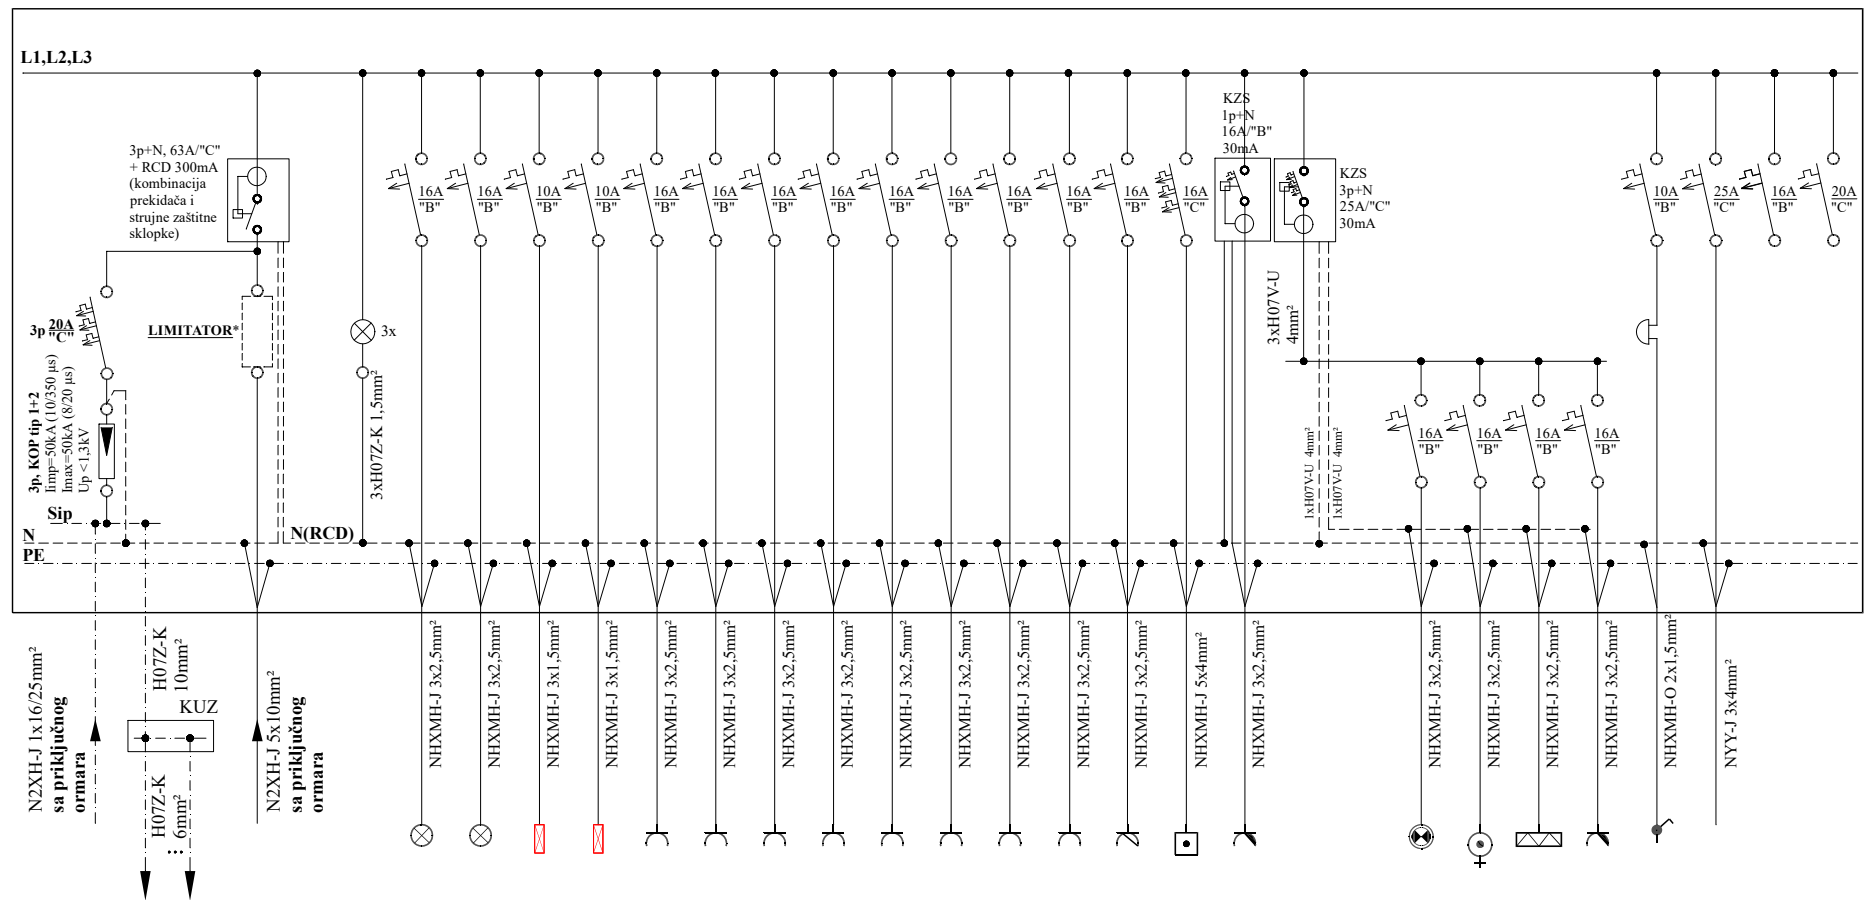 L1,L2,L3
3p+N, 63A/"C"
+ RCD 300mA
(kombinacija
prekidača i
strujne zaštitne
sklopke)
3p 20A
"C"
LIMITATOR*
3x
3xH07Z-K 1,5mm²
3p, KOP tip 1+2
Iimp=50kA (10/350 µs)
Imax=50kA (8/20 µs)
Up <1,3kV
Sip
N
PE
N(RCD)
16A
"B"
16A
"B"
10A
"B"
10A
"B"
16A
"B"
16A
"B"
16A
"B"
16A
"B"
16A
"B"
16A
"B"
16A
"B"
16A
"B"
16A
"B"
16A
"C"
KZS
1p+N
16A/"B"
30mA
KZS
3p+N
25A/"C"
30mA
3xH07V-U
4mm²
1xH07V-U 4mm²
1xH07V-U 4mm²
16A
"B"
16A
"B"
16A
"B"
16A
"B"
10A
"B"
25A
"C"
16A
"B"
20A
"C"
N2XH-J 1x16/25mm²
sa priključnog
ormara
H07Z-K
10mm²
KUZ
H07Z-K
6mm²
...
N2XH-J 5x10mm²
sa priključnog
ormara
NHXMH-J 3x2,5mm²
NHXMH-J 3x2,5mm²
NHXMH-J 3x1,5mm²
NHXMH-J 3x1,5mm²
NHXMH-J 3x2,5mm²
NHXMH-J 3x2,5mm²
NHXMH-J 3x2,5mm²
NHXMH-J 3x2,5mm²
NHXMH-J 3x2,5mm²
NHXMH-J 3x2,5mm²
NHXMH-J 3x2,5mm²
NHXMH-J 3x2,5mm²
NHXMH-J 3x2,5mm²
NHXMH-J 5x4mm²
NHXMH-J 3x2,5mm²
NHXMH-J 3x2,5mm²
NHXMH-J 3x2,5mm²
NHXMH-J 3x2,5mm²
NHXMH-J 3x2,5mm²
NHXMH-O 2x1,5mm²
NYY-J 3x4mm²